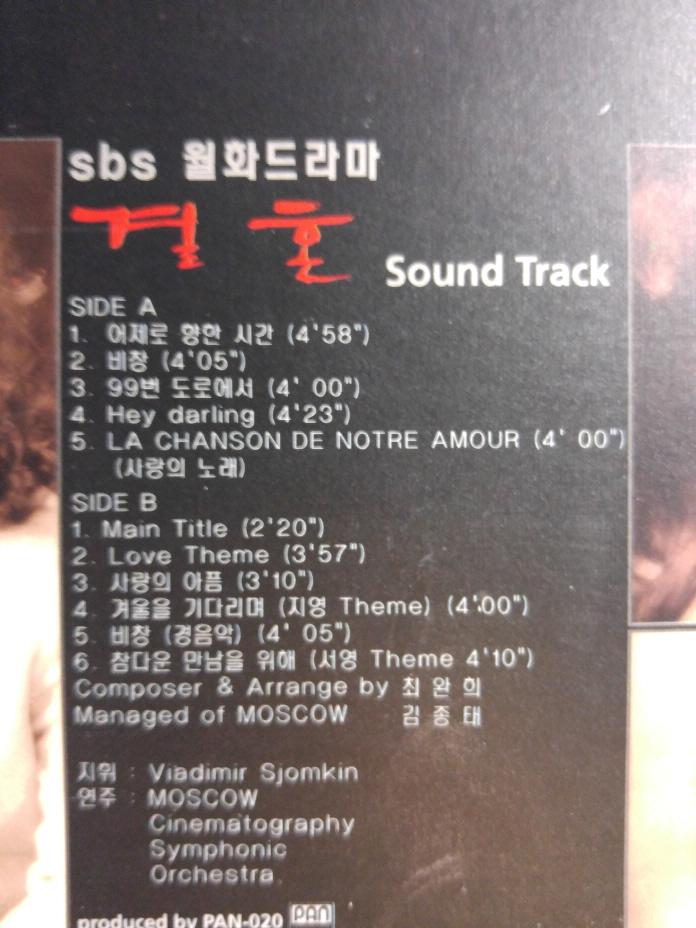 sbs 월화드라마
결혼
Sound Track
SIDE A
1. 어제로 향한 시간 (4'58")
2. 비창 (4'05")
3. 99번 도로에서 (4' 00")
4. Hey darling (4'23")
5. LA CHANSON DE NOTRE AMOUR (4' 00")
(사랑의 노래)
SIDE B
1. Main Title (2'20")
2. Love Theme (3'57")
3. 사랑의 아픔 (3'10")
4. 겨울을 기다리며 (지영 Theme) (4':00")
5. 비창 (경음악) (4' 05")
6. 참다운 만남을 위해 (서영 Theme 4'10")
Composer & Arrange by 최 완 희
Managed of MOSCOW 김 종 태
지위 : Viadimir Sjomkin
연주 : MOSCOW
Cinematography
Symphonic
Orchestra
produced by PAN-020 PAN